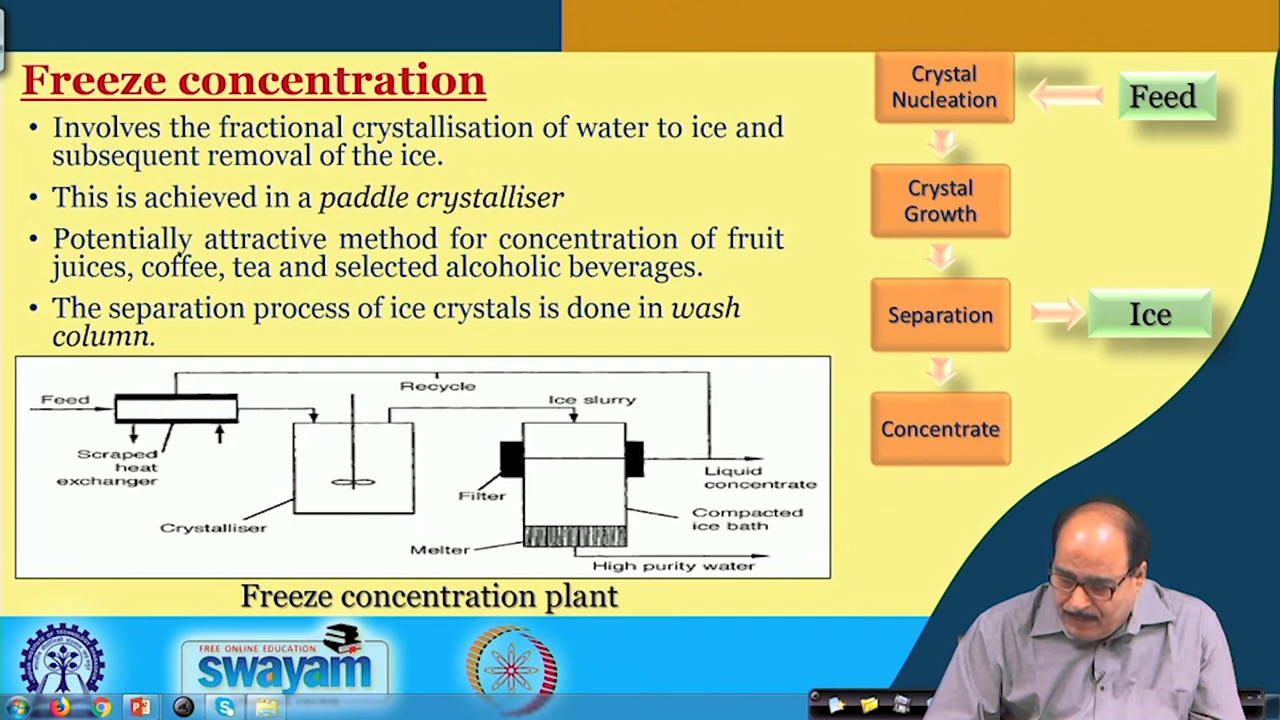 Freeze concentration
• Involves the fractional crystallisation of water to ice and
subsequent removal of the ice.
• This is achieved in a paddle crystalliser
• Potentially attractive method for concentration of fruit
juices, coffee, tea and selected alcoholic beverages.
• The separation process of ice crystals is done in wash
column.
Crystal
Nucleation
Feed
Crystal
Growth
Separation
Ice
Concentrate
Feed
Recycle
Ice slurry
Scraped
heat
exchanger
Crystalliser
Filter
Liquid
concentrate
Compacted
ice bath
Melter
High purity water
Freeze concentration plant
FREE ONLINE EDUCATION
swayam